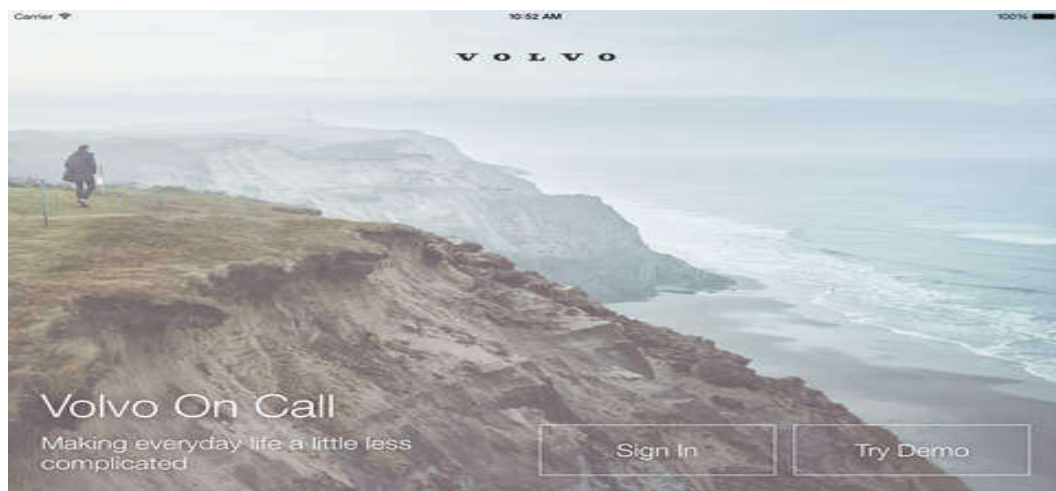 Carrier
10:52 AM
100%
VOLVO
Volvo On Call
Making everyday life a little less
complicated
Sign In
Try Demo